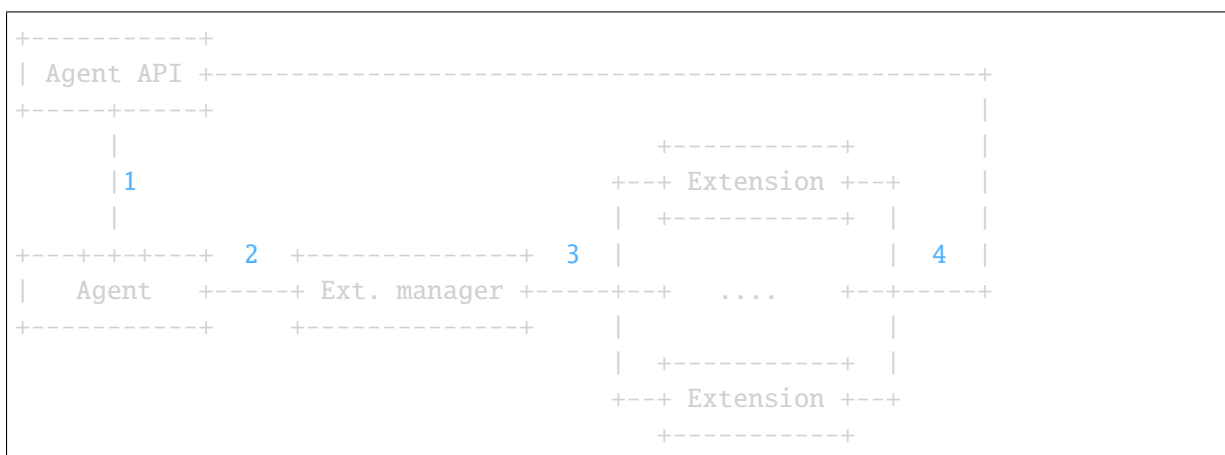 +-----------+
| Agent API +--------------------------------------------------+
+-----+-----+                                                  |
      |                                   +-----------+        |
      |1                               +--+ Extension +--+     |
      |                                |  +-----------+  |     |
+----+-+-+---+  2  +---------------+  3  |                 |  4  |
|   Agent    +-----+ Ext. manager +-----+--+   ....    +--+-----+
+------------+     +---------------+     |                 |
                                       |  +-----------+  |
                                       +--+ Extension +--+
                                          +-----------+